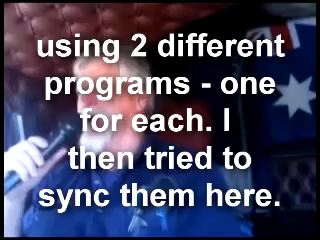 using 2 different
programs - one
for each. I
then tried to
sync them here.